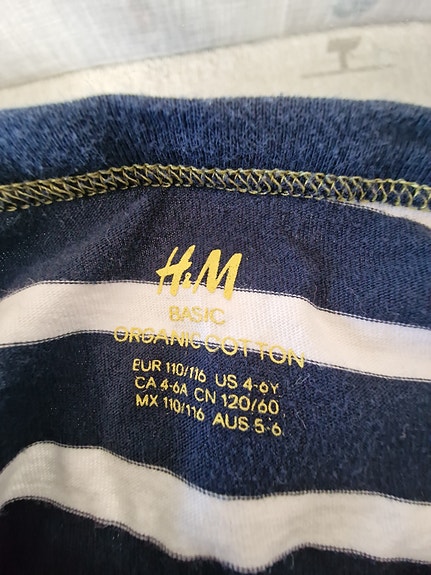 H&M
BASIC
ORGANIC COTTON
EUR 110/116 US 4-6Y
CA 4-6A CN 120/60
MX 110/116 AUS 5-6